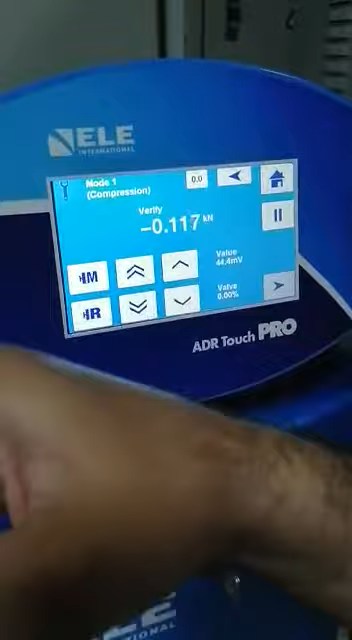 ELE
INTERNATIONAL
Mode 1
(Compression)
0.0
Verify
-0.117 kN
Value
44.4mV
Valve
0.00%
M
R
ADR Touch PRO
IONAL